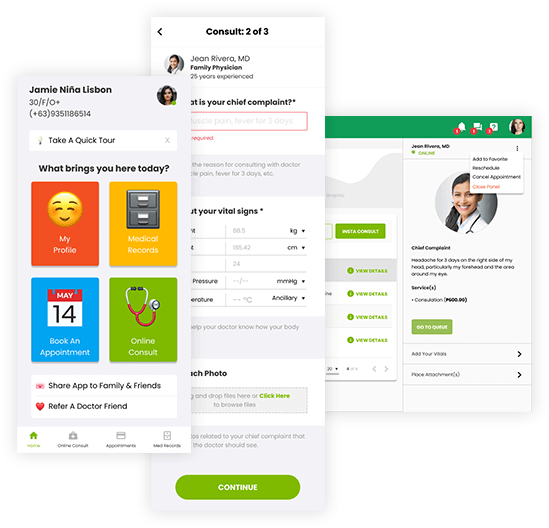 Jamie Niña Lisbon
30/F/O+
(+63)9351186514
Take A Quick Tour X
What brings you here today?
My
Profile
Medical
Records
MAY
14
Book An
Appointment
Online
Consult
Share App to Family & Friends
Refer A Doctor Friend
Home
Online Consult
Appointments
Med Records
Consult: 2 of 3
Jean Rivera, MD
Family Physician
25 years experienced
at is your chief complaint?*
uscle pain, fever for 3 days
required.
the reason for consulting with doctor
cle pain, fever for 3 days, etc.
ut your vital signs *
68.5 kg
165.42 cm
24
Pressure --/-- mmHg
erature -- °C Ancillary
help your doctor know how your body
ach Photo
g and drop files here or Click Here
to browse files
os related to your chief complaint that
the doctor should see.
CONTINUE
INSTA CONSULT
VIEW DETAILS
ine VIEW DETAILS
VIEW DETAILS
VIEW DETAILS
20
Jean Rivera, MD
ONLINE
Add to Favorite
Reschedule
Cancel Appointment
Close Panel
Chief Complaint
Headache for 3 days on the right side of my
head, particularly my forehead and the area
around my eye.
Service(s)
• Consulation (₱600.00)
GO TO QUEUE
Add Your Vitals
Place Attachment(s)